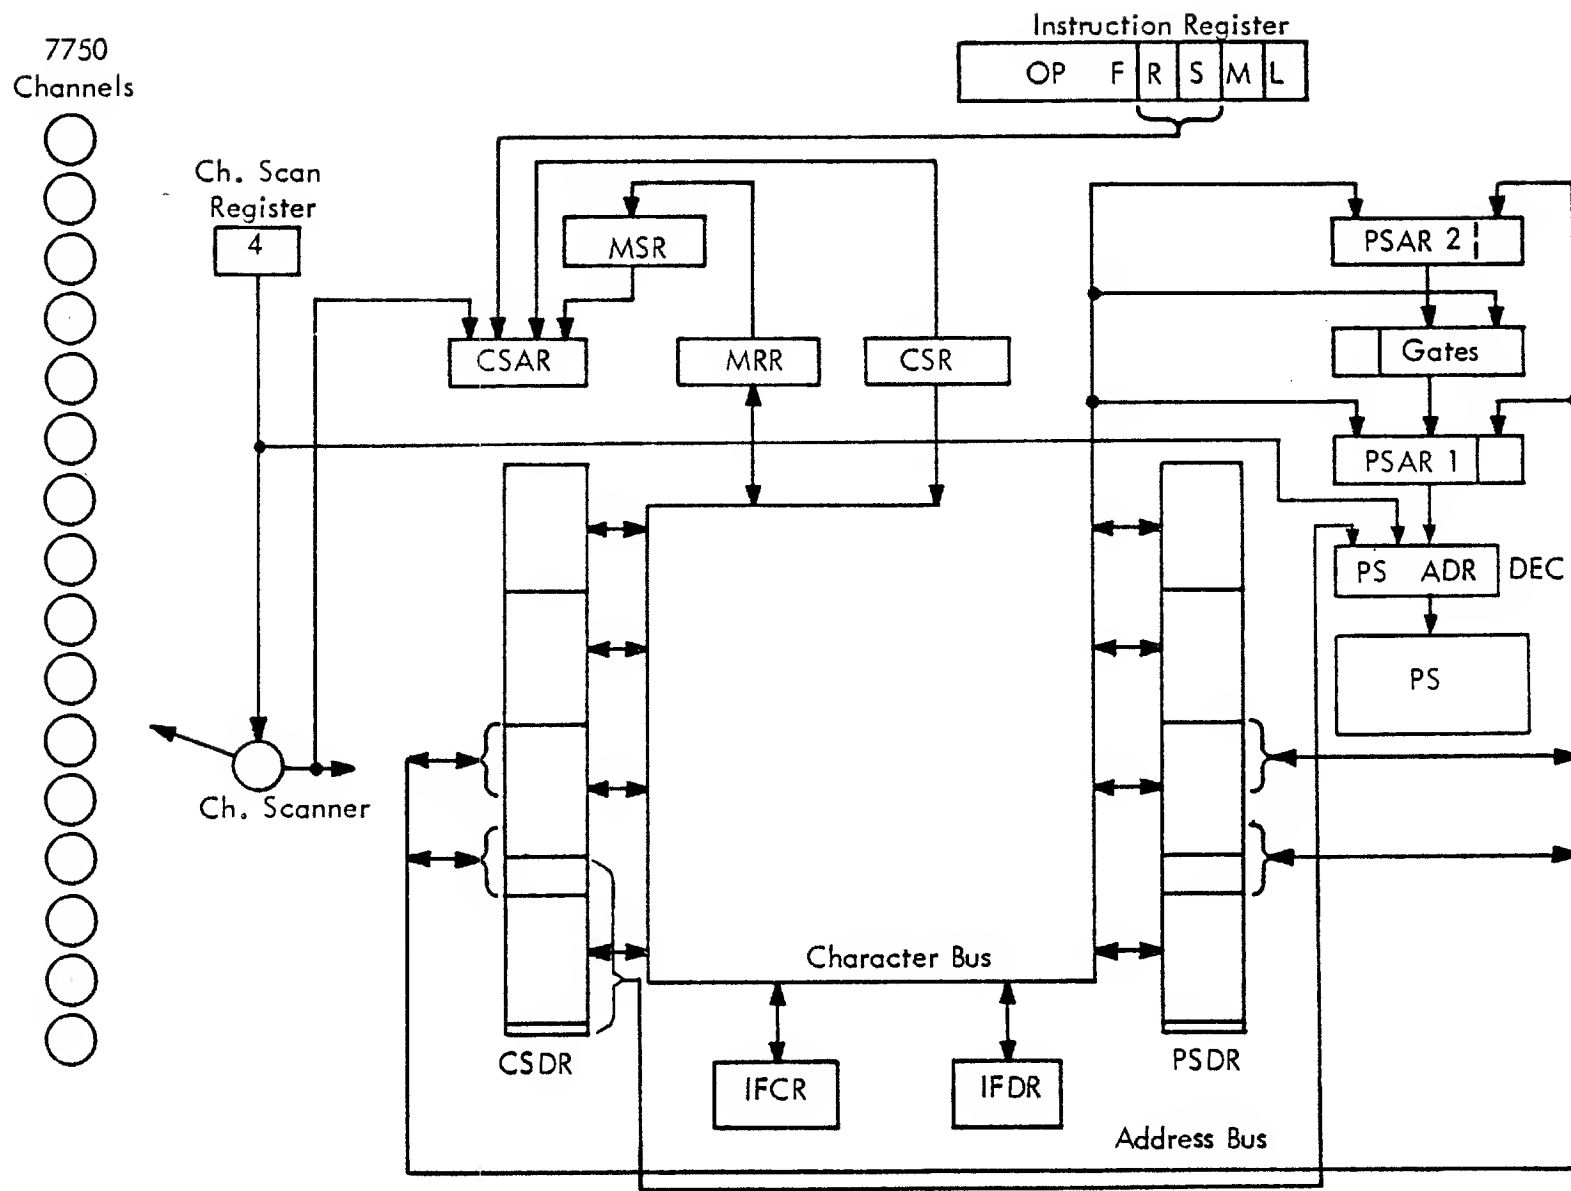 Instruction Register
OP F R S M L
7750
Channels
Ch. Scan
Register
4
MSR
PSAR 2
CSAR
MRR
CSR
Gates
PSAR 1
PS ADR DEC
PS
Ch. Scanner
Character Bus
CSDR
PSDR
IFCR
IFDR
Address Bus